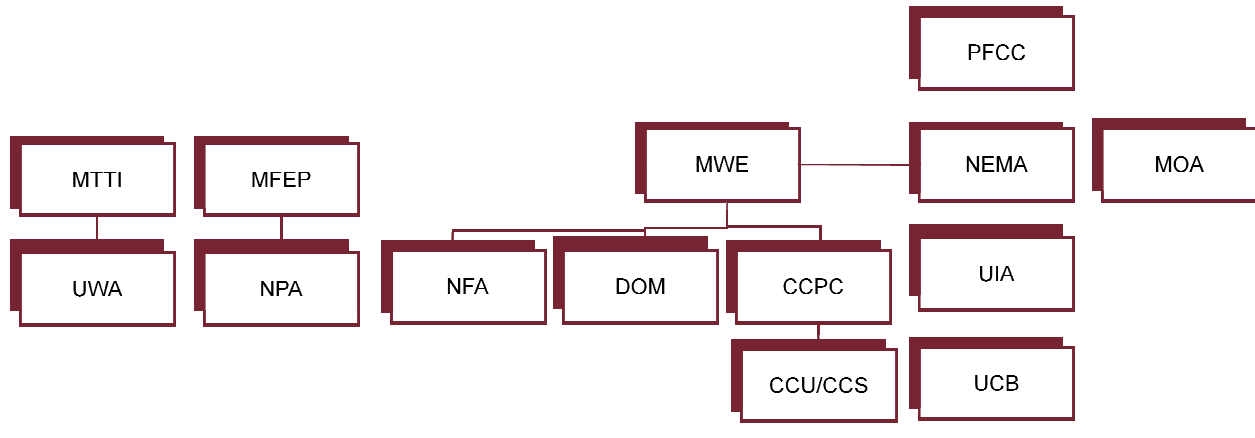 PFCC
MTTI
MFEP
MWE
NEMA
MOA
UWA
NPA
NFA
DOM
CCPC
UIA
CCU/CCS
UCB